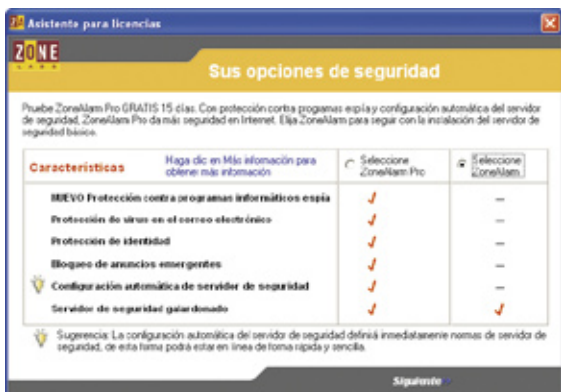 Asistente para licencias
ZONE
LABS
Sus opciones de seguridad
Pruebe ZoneAlarm Pro GRATIS 15 días. Con protección contra programas espía y configuración automática del servidor
de seguridad, ZoneAlarm Pro da más seguridad en Internet. Elija ZoneAlarm para seguir con la instalación del servidor de
seguridad básico.
Características
Haga clic en Más información para
obtener más información
Seleccione
ZoneAlarm Pro
Seleccione
ZoneAlarm
NUEVO Protección contra programas informáticos espía
Protección de virus en el correo electrónico
Protección de identidad
Bloqueo de anuncios emergentes
Configuración automática de servidor de seguridad
Servidor de seguridad galardonado
Sugerencia: La configuración automática del servidor de seguridad definirá inmediatamente normas de servidor de
seguridad, de esta forma podrá estar en línea de forma rápida y sencilla.
Siguiente